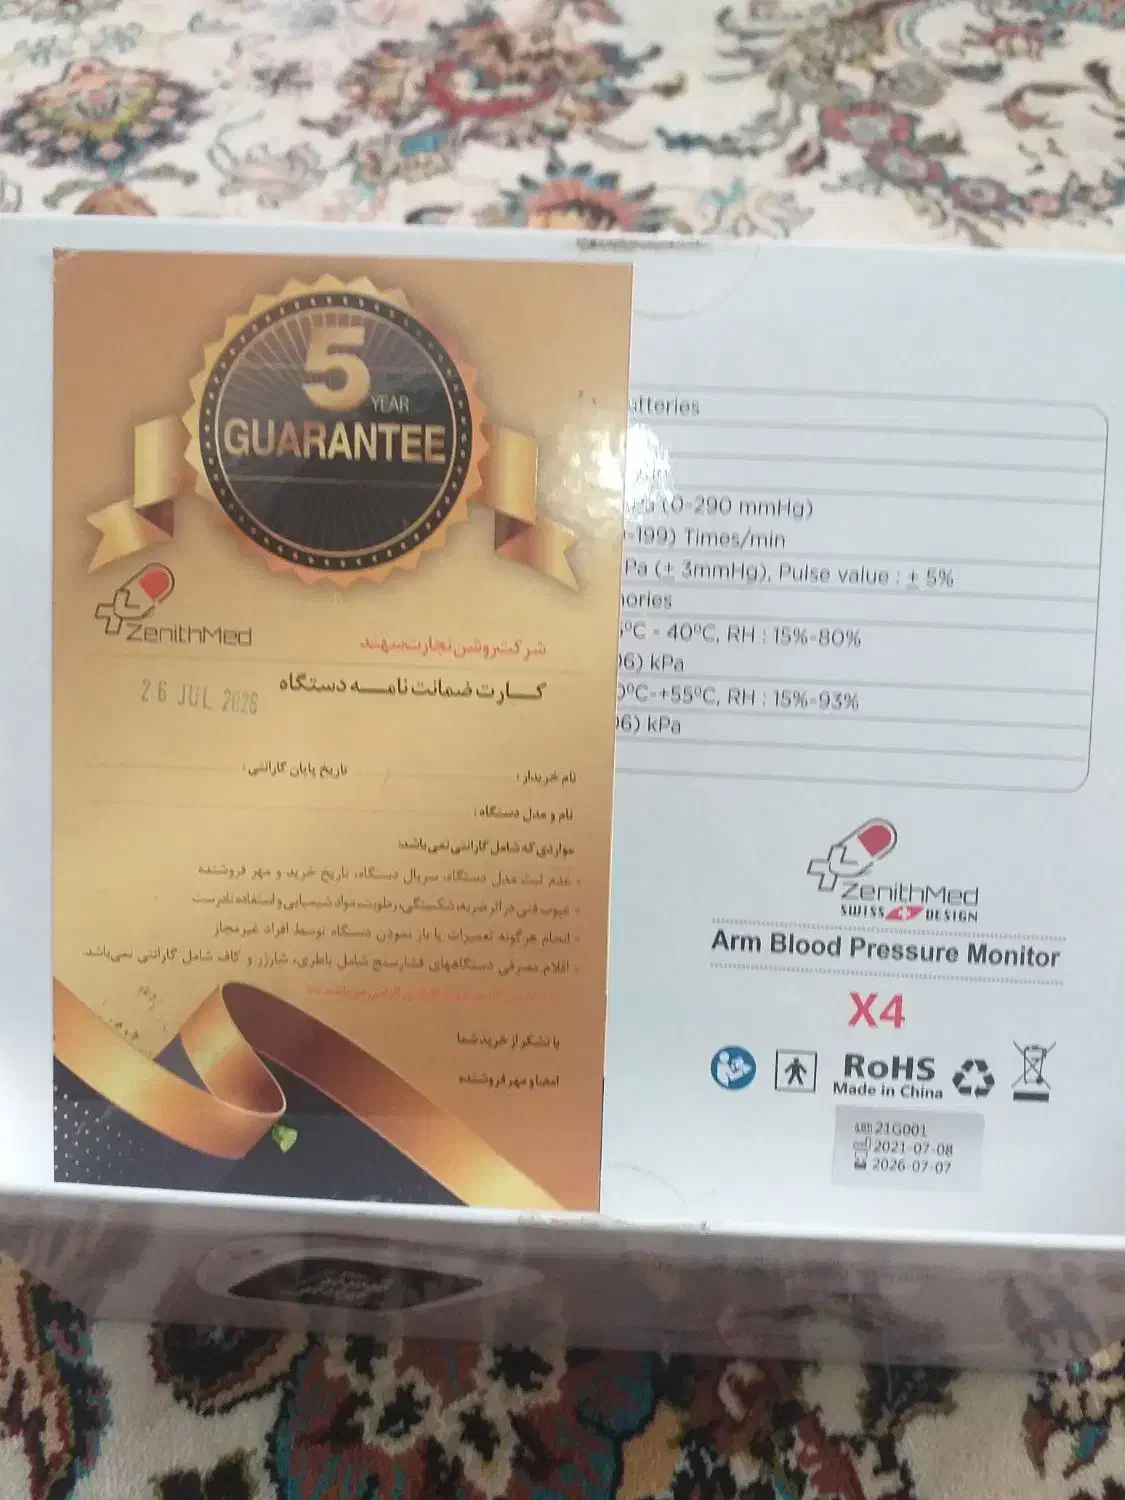 5
YEAR
GUARANTEE
ZenithMed
شرکت روشن تجارت سهند
کارت ضمانت نامه دستگاه
26 JUL 2026
نام خریدار: تاریخ پایان گارانتی:
نام و مدل دستگاه:
مواردی که شامل گارانتی نمی‌باشد:
عدم ثبت مدل دستگاه، سریال دستگاه، تاریخ خرید و مهر فروشنده
عیوب فنی در اثر ضربه، شکستگی، رطوبت، مواد شیمیایی و استفاده نادرست
انجام هرگونه تعمیرات یا باز نمودن دستگاه توسط افراد غیرمجاز
اقلام مصرفی دستگاههای فشارسنج شامل باطری، شارژر و کاف شامل گارانتی نمی‌باشد.
با تشکر از خرید شما
امضا و مهر فروشنده
atteries
(0-290 mmHg)
-199) Times/min
Pa (± 3mmHg), Pulse value : ± 5%
ories
°C - 40°C, RH : 15%-80%
06) kPa
0°C-+55°C, RH : 15%-93%
06) kPa
ZenithMed
SWISS DESIGN
Arm Blood Pressure Monitor
X4
RoHS
Made in China
LOT 21G001
2021-07-08
2026-07-07